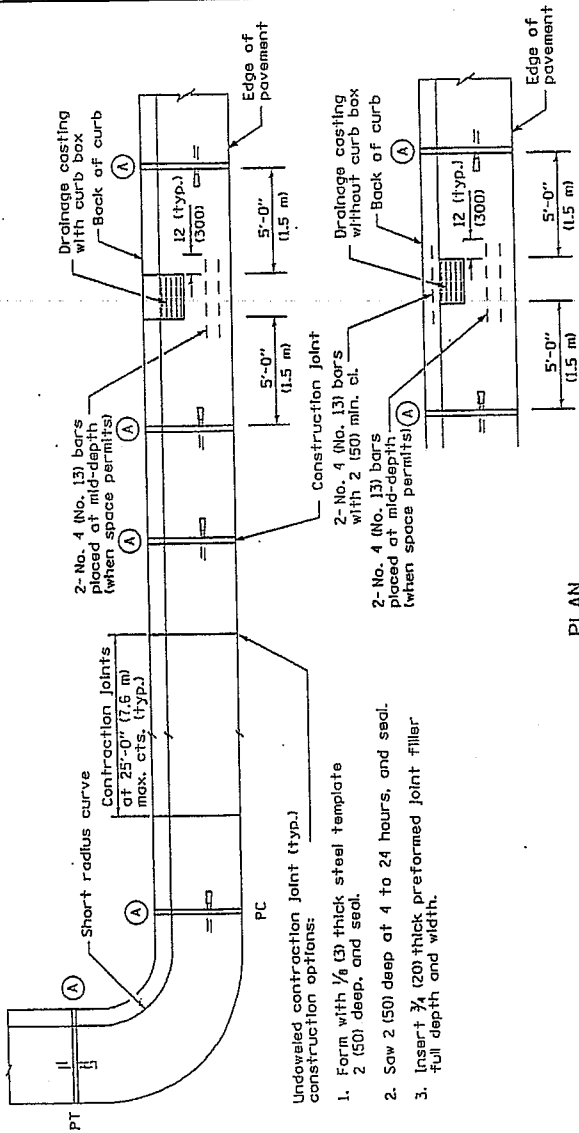 PT
A
Short radius curve
Contraction joints
at 25'-0" (7.6 m)
max. cts. (typ.)
A
PC
A
Construction joint
A
2- No. 4 (No. 13) bars
placed at mid-depth
(when space permits)
Drainage casting
with curb box
Back of curb
A
12 (typ.)
(300)
5'-0"
(1.5 m)
5'-0"
(1.5 m)
Edge of
pavement
Undoweled contraction joint (typ.)
construction options:
1. Form with 1/8 (3) thick steel template
2 (50) deep, and seal.
2. Saw 2 (50) deep at 4 to 24 hours, and seal.
3. Insert 3/4 (20) thick preformed joint filler
full depth and width.
2- No. 4 (No. 13) bars
with 2 (50) min. cl.
2- No. 4 (No. 13) bars
placed at mid-depth
(when space permits)
A
Drainage casting
without curb box
Back of curb
A
12 (typ.)
(300)
5'-0"
(1.5 m)
5'-0"
(1.5 m)
Edge of
pavement
PLAN